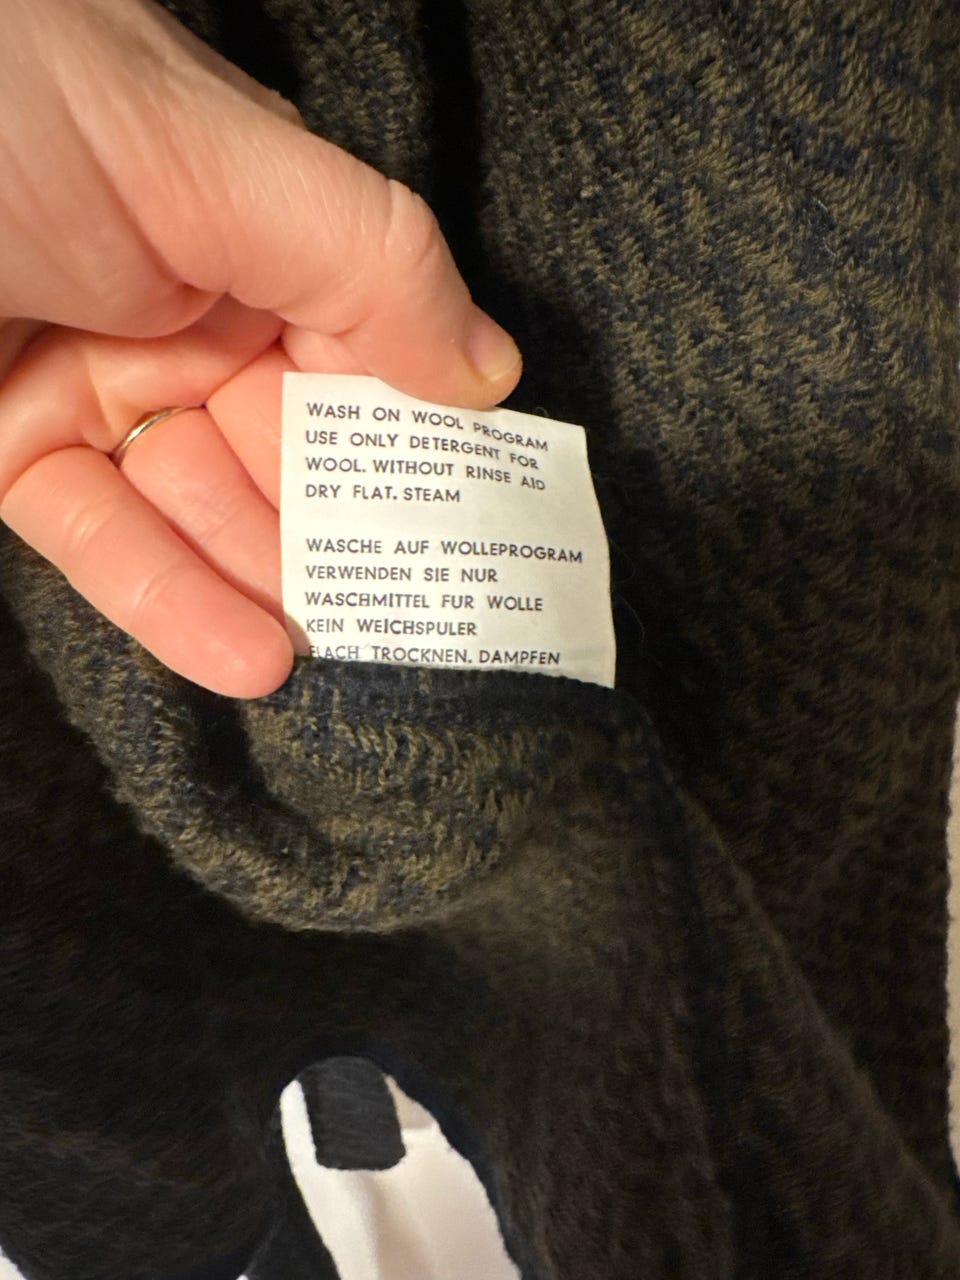 WASH ON WOOL PROGRAM
USE ONLY DETERGENT FOR
WOOL. WITHOUT RINSE AID
DRY FLAT. STEAM
WASCHE AUF WOLLEPROGRAM
VERWENDEN SIE NUR
WASCHMITTEL FUR WOLLE
KEIN WEICHSPULER
FLACH TROCKNEN. DAMPFEN